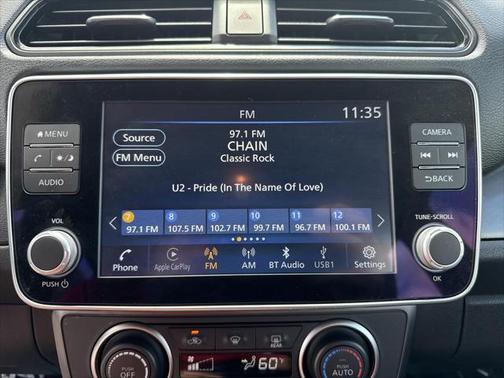 FM 11:35
MENU
CAMERA
Source
97.1 FM
CHAIN
FM Menu
Classic Rock
BACK
AUDIO
U2 - Pride (In The Name Of Love)
7 8 9 10 11 12
97.1 FM 107.5 FM 102.7 FM 99.7 FM 96.7 FM 100.1 FM
VOL
TUNE·SCROLL
Phone Apple CarPlay FM AM BT Audio USB1 Settings
PUSH
OK
REAR
PUSH OFF
60°
PUSH AUTO